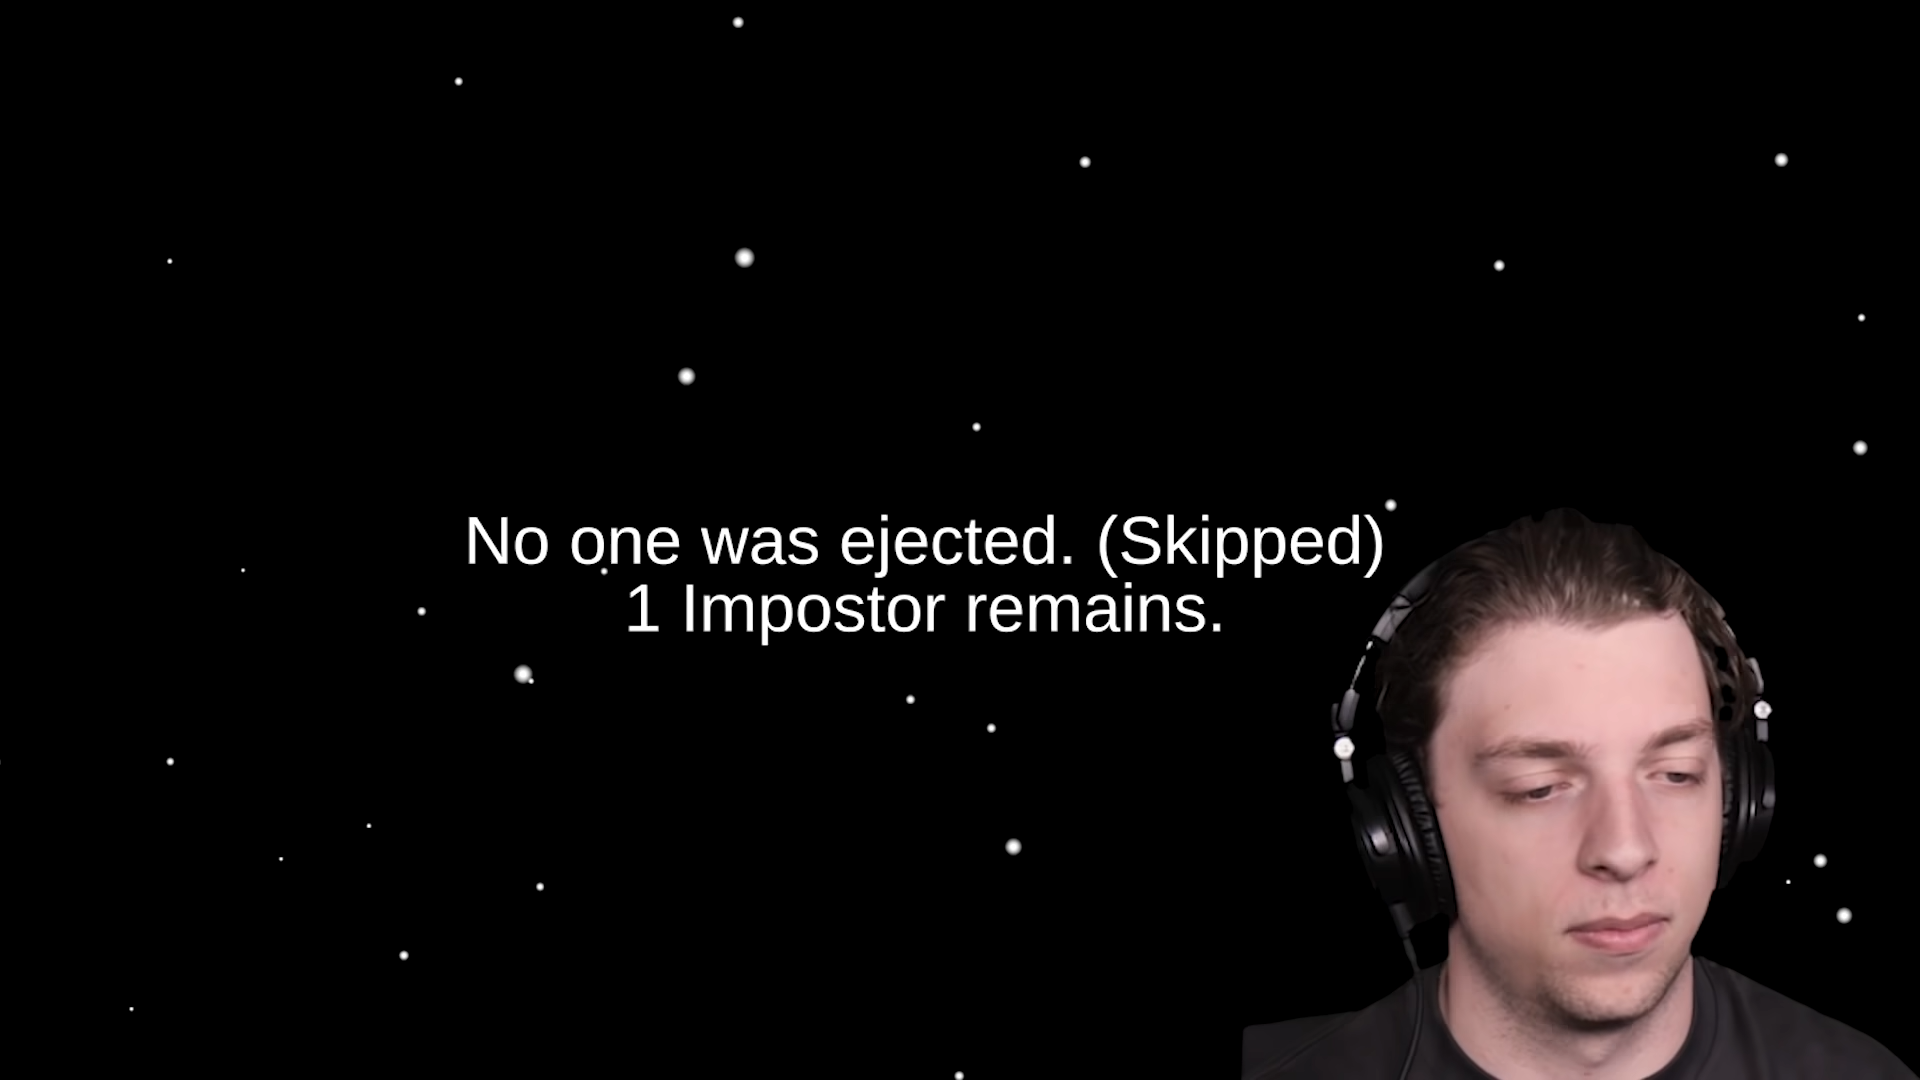 No one was ejected. (Skipped)
1 Impostor remains.